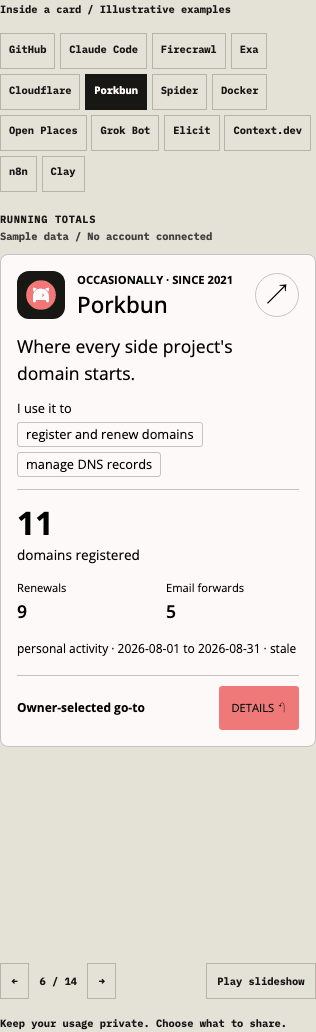 Inside a card / Illustrative examples
GitHub
Claude Code
Firecrawl
Exa
Cloudflare
Porkbun
Spider
Docker
Open Places
Grok Bot
Elicit
Context.dev
n8n
Clay
RUNNING TOTALS
Sample data / No account connected
OCCASIONALLY · SINCE 2021
Porkbun
Where every side project's
domain starts.
I use it to
register and renew domains
manage DNS records
11
domains registered
Renewals
9
Email forwards
5
personal activity · 2026-08-01 to 2026-08-31 · stale
Owner-selected go-to
DETAILS
← 6 / 14 →
Play slideshow
Keep your usage private. Choose what to share.